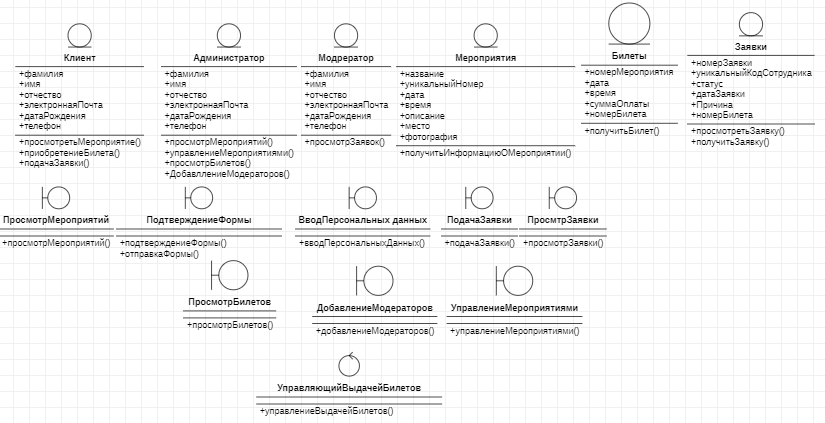 Клиент
+фамилия
+имя
+отчество
+электроннаяПочта
+датаРождения
+телефон
+просмотретьМероприятие()
+приобретениеБилета()
+подачаЗаявки()
Администратор
+фамилия
+имя
+отчество
+электроннаяПочта
+датаРождения
+телефон
+просмотрМероприятий()
+управлениеМероприятиями()
+просмотрБилетов()
+ДобавллениеМодераторов()
Модрератор
+фамилия
+имя
+отчество
+электроннаяПочта
+датаРождения
+телефон
+просмотрЗаявок()
Мероприятия
+название
+уникальныйНомер
+дата
+время
+описание
+место
+фотография
+получитьИнформациюОМероприятии()
Билеты
+номерМероприятия
+дата
+время
+суммаОплаты
+номерБилета
+получитьБилет()
Заявки
+номерЗаявки
+уникальныйКодСотрудника
+статус
+датаЗаявки
+Причина
+номерБилета
+просмотретьЗаявку()
+получитьЗаявку()
ПросмотрМероприятий
+просмотрМероприятий()
ПодтверждениеФормы
+подтверждениеФормы()
+отправкаФормы()
ВводПерсональных данных
+вводПерсональныхДанных()
ПодачаЗаявки
+подачаЗаявки()
ПросмтрЗаявки
+просмотрЗаявки()
ПросмотрБилетов
+просмотрБилетов()
ДобавлениеМодераторов
+добавлениеМодераторов()
УправлениеМероприятиями
+управлениеМероприятиями()
УправляющийВыдачейБилетов
+управлениеВыдачейБилетов()